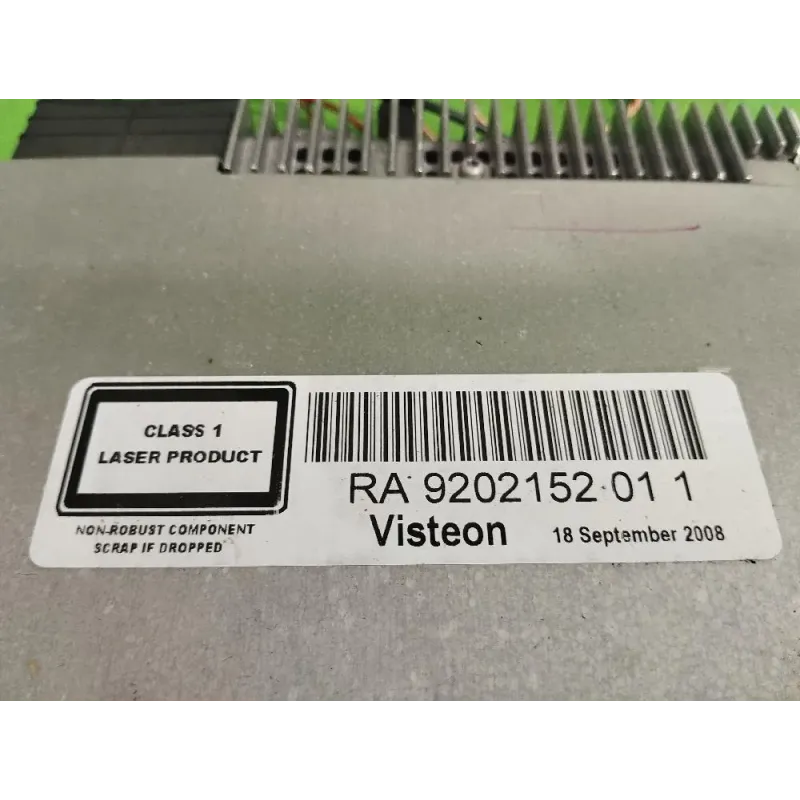 CLASS 1
LASER PRODUCT
NON-ROBUST COMPONENT
SCRAP IF DROPPED
RA 9202152 01 1
Visteon 18 September 2008